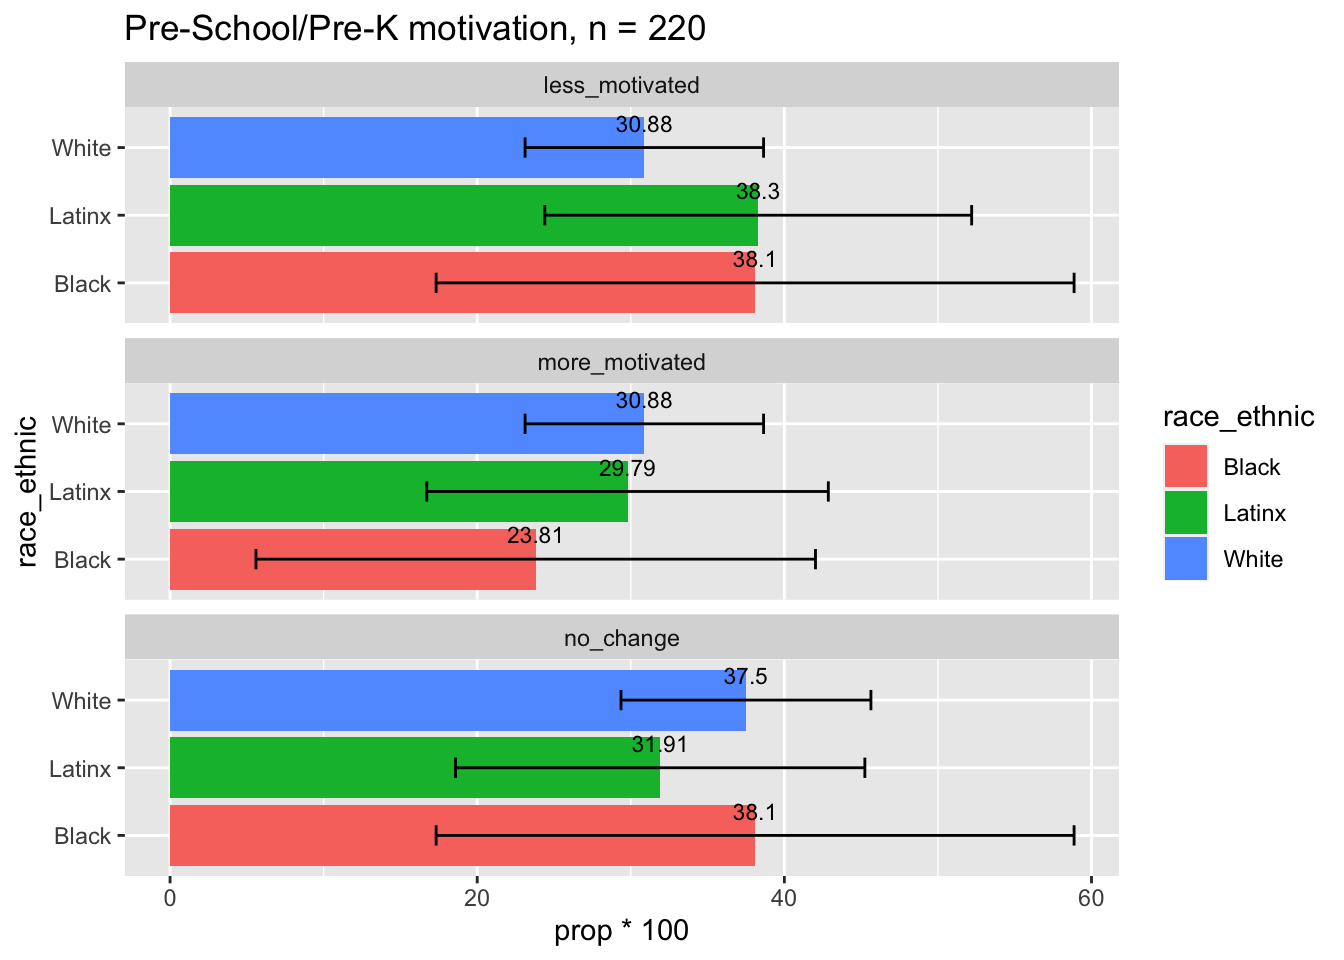 Pre-School/Pre-K motivation, n = 220
less_motivated
White
30.88
Latinx
38.3
Black
38.1
more_motivated
White
30.88
Latinx
29.79
Black
23.81
no_change
White
37.5
Latinx
31.91
Black
38.1
0 20 40 60
prop * 100
race_ethnic
race_ethnic
Black
Latinx
White